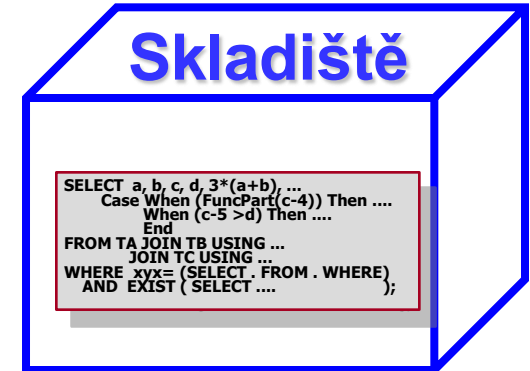 Skladiště
SELECT a, b, c, d, 3*(a+b), ...
Case When (FuncPart(c-4)) Then ....
When (c-5 >d) Then ....
End
FROM TA JOIN TB USING ...
JOIN TC USING ...
WHERE xyx= (SELECT . FROM . WHERE)
AND EXIST ( SELECT .... );